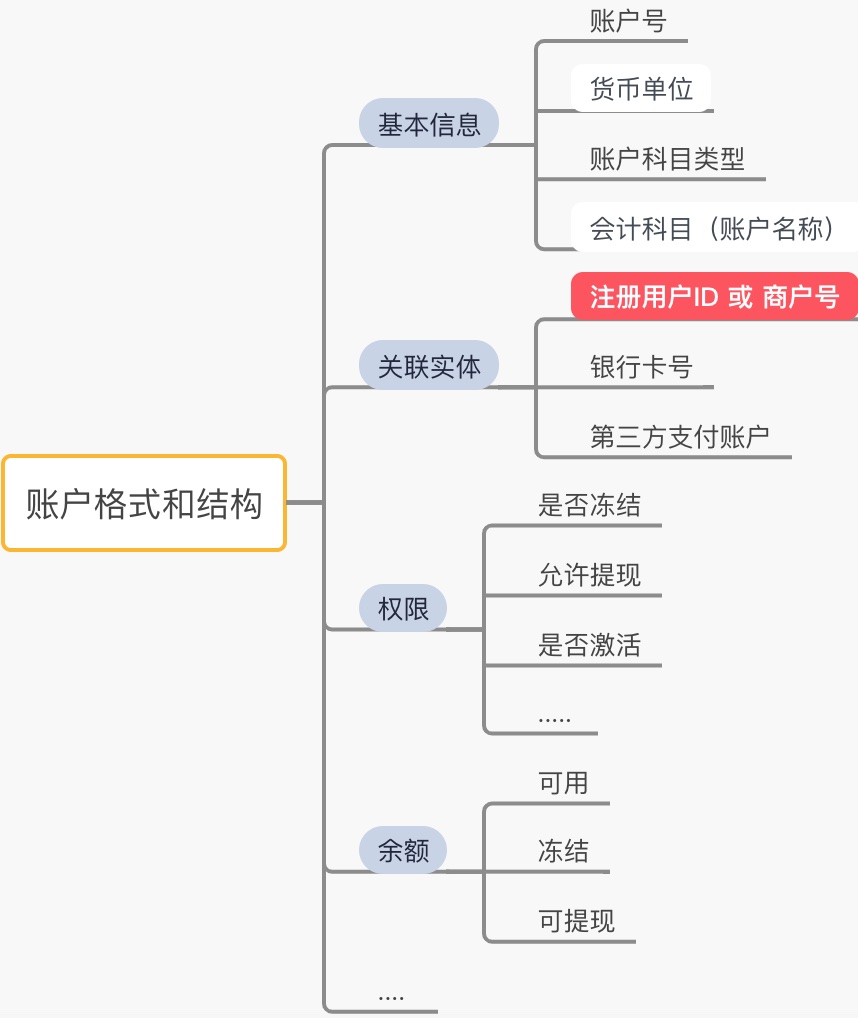 账户格式和结构
基本信息
账户号
货币单位
账户科目类型
会计科目（账户名称）
关联实体
注册用户ID 或 商户号
银行卡号
第三方支付账户
权限
是否冻结
允许提现
是否激活
.....
余额
可用
冻结
可提现
....